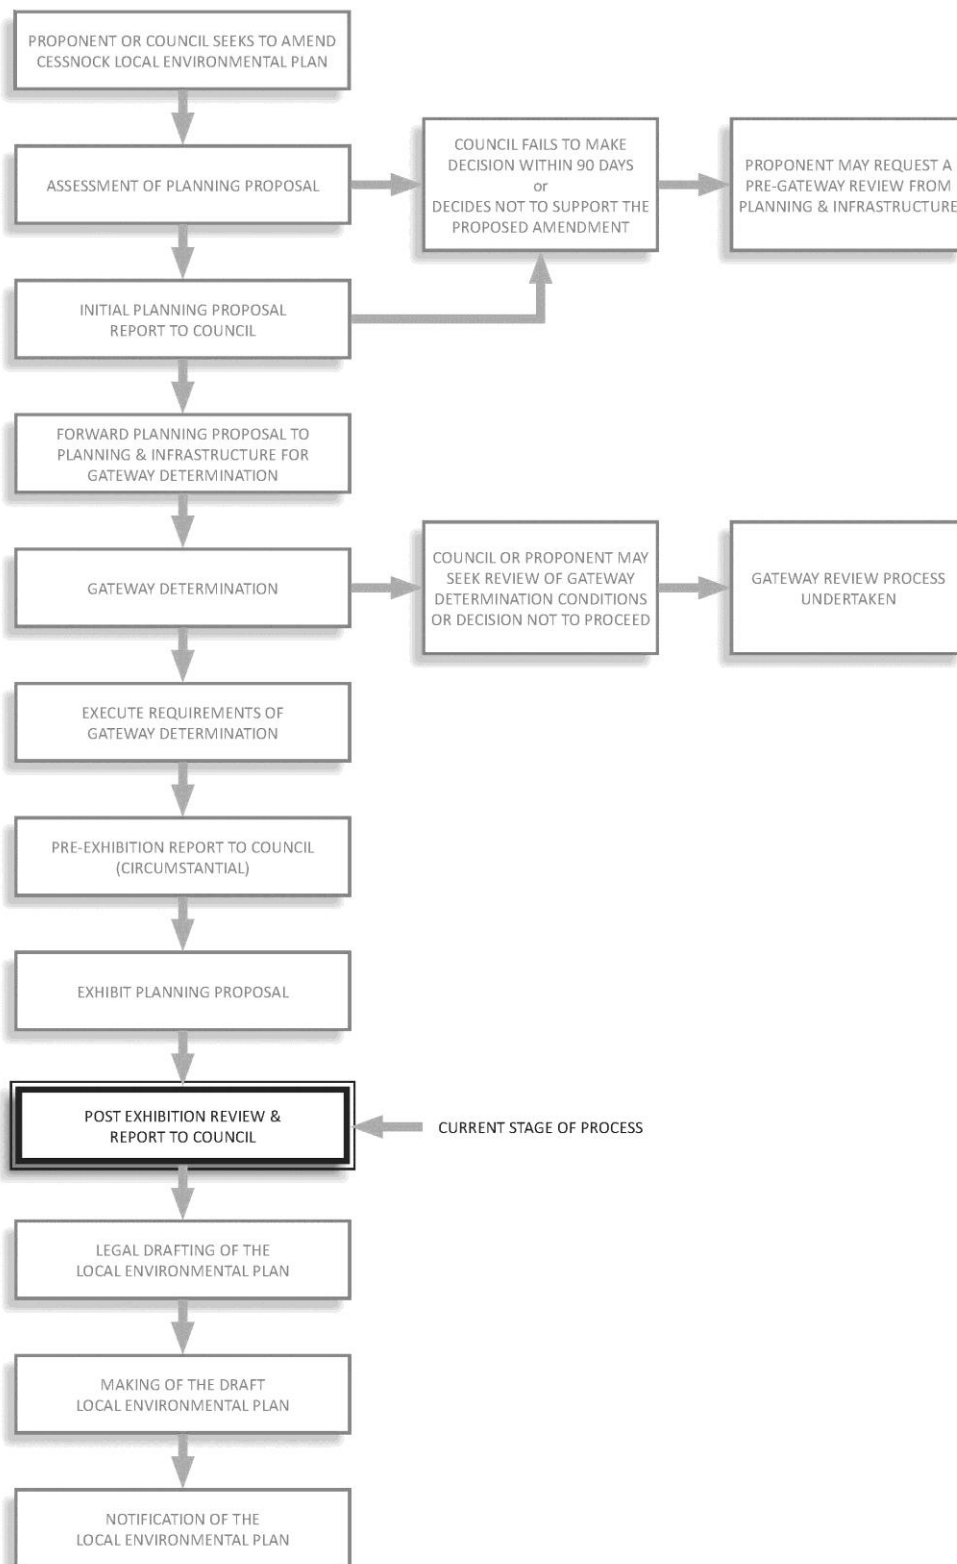 PROPONENT OR COUNCIL SEEKS TO AMEND
CESSNOCK LOCAL ENVIRONMENTAL PLAN
ASSESSMENT OF PLANNING PROPOSAL
COUNCIL FAILS TO MAKE
DECISION WITHIN 90 DAYS
or
DECIDES NOT TO SUPPORT THE
PROPOSED AMENDMENT
PROPONENT MAY REQUEST A
PRE-GATEWAY REVIEW FROM
PLANNING & INFRASTRUCTURE
INITIAL PLANNING PROPOSAL
REPORT TO COUNCIL
FORWARD PLANNING PROPOSAL TO
PLANNING & INFRASTRUCTURE FOR
GATEWAY DETERMINATION
GATEWAY DETERMINATION
COUNCIL OR PROPONENT MAY
SEEK REVIEW OF GATEWAY
DETERMINATION CONDITIONS
OR DECISION NOT TO PROCEED
GATEWAY REVIEW PROCESS
UNDERTAKEN
EXECUTE REQUIREMENTS OF
GATEWAY DETERMINATION
PRE-EXHIBITION REPORT TO COUNCIL
(CIRCUMSTANTIAL)
EXHIBIT PLANNING PROPOSAL
POST EXHIBITION REVIEW &
REPORT TO COUNCIL
CURRENT STAGE OF PROCESS
LEGAL DRAFTING OF THE
LOCAL ENVIRONMENTAL PLAN
MAKING OF THE DRAFT
LOCAL ENVIRONMENTAL PLAN
NOTIFICATION OF THE
LOCAL ENVIRONMENTAL PLAN